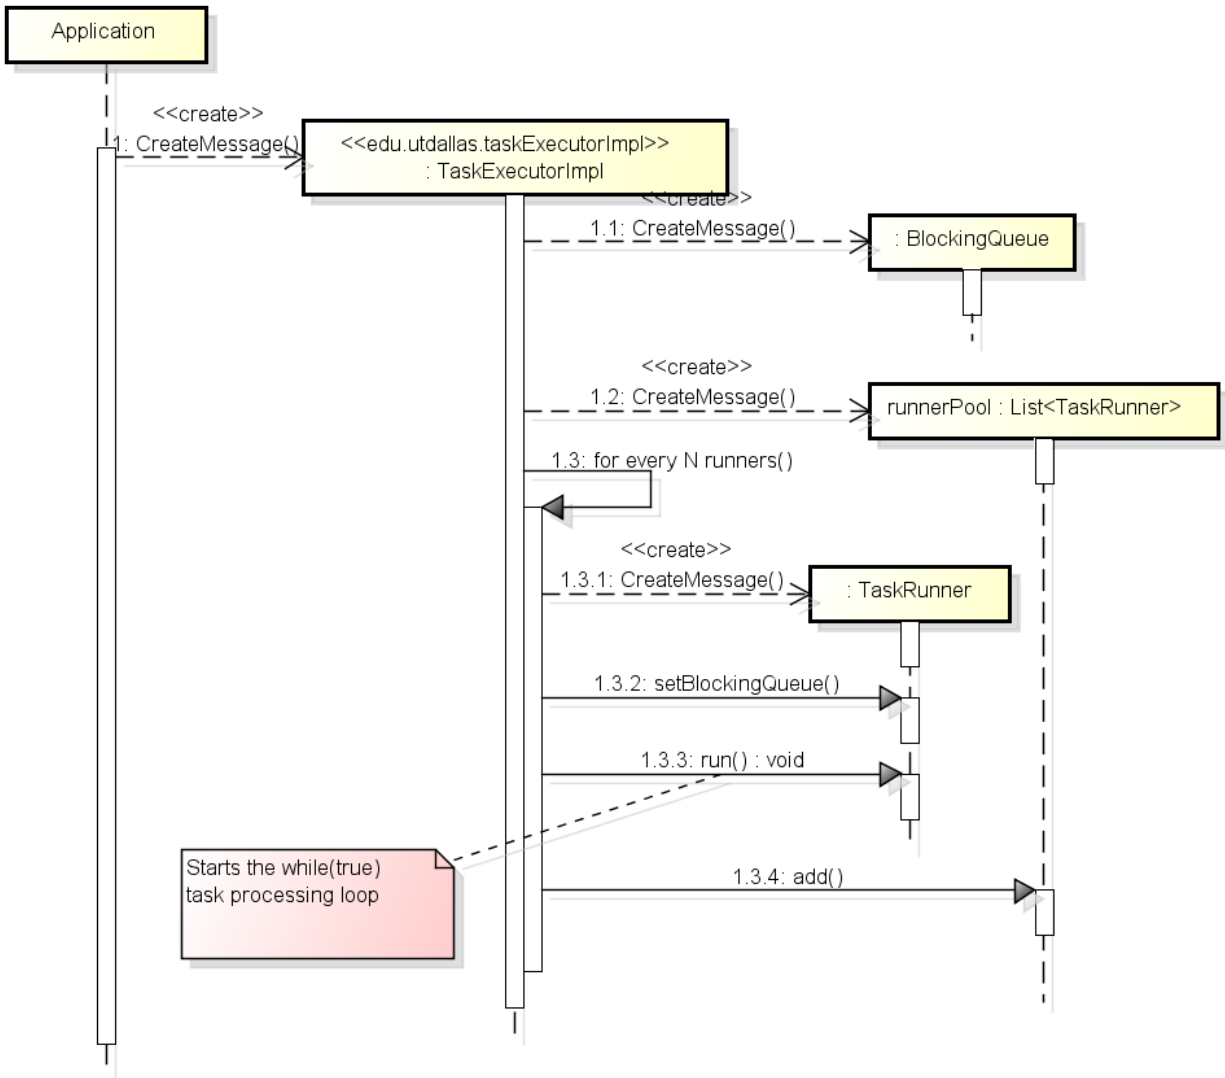 Application
<<create>>
1: CreateMessage()
<<edu.utdallas.taskExecutorImpl>>
: TaskExecutorImpl
<<create>>
1.1: CreateMessage()
: BlockingQueue
<<create>>
1.2: CreateMessage()
runnerPool : List<TaskRunner>
1.3: for every N runners()
<<create>>
1.3.1: CreateMessage()
: TaskRunner
1.3.2: setBlockingQueue()
1.3.3: run() : void
Starts the while(true)
task processing loop
1.3.4: add()